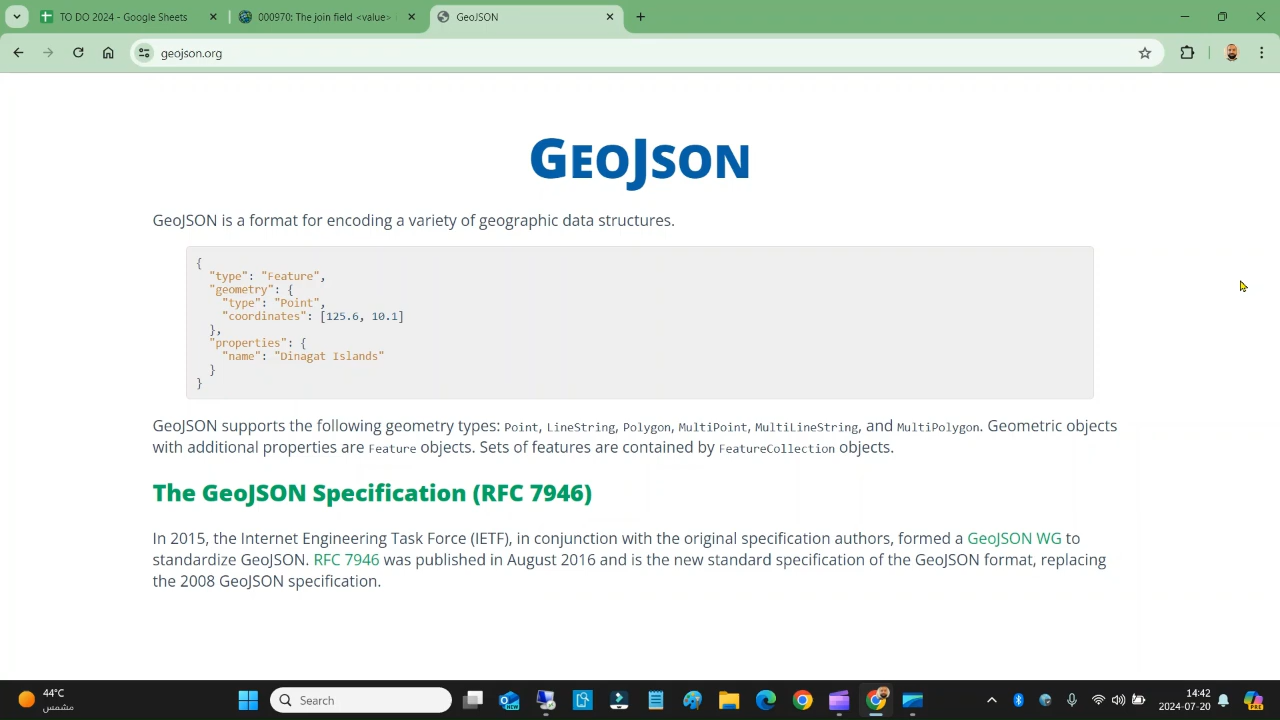 TO DO 2024 - Google Sheets
000970: The join field <value>
GeoJSON
geojson.org
GEOJSON
GeoJSON is a format for encoding a variety of geographic data structures.
{
"type": "Feature",
"geometry": {
"type": "Point",
"coordinates": [125.6, 10.1]
},
"properties": {
"name": "Dinagat Islands"
}
}
GeoJSON supports the following geometry types: Point, LineString, Polygon, MultiPoint, MultiLineString, and MultiPolygon. Geometric objects
with additional properties are Feature objects. Sets of features are contained by FeatureCollection objects.
The GeoJSON Specification (RFC 7946)
In 2015, the Internet Engineering Task Force (IETF), in conjunction with the original specification authors, formed a GeoJSON WG to
standardize GeoJSON. RFC 7946 was published in August 2016 and is the new standard specification of the GeoJSON format, replacing
the 2008 GeoJSON specification.
44°C
مشمس
Search
14:42
2024-07-20